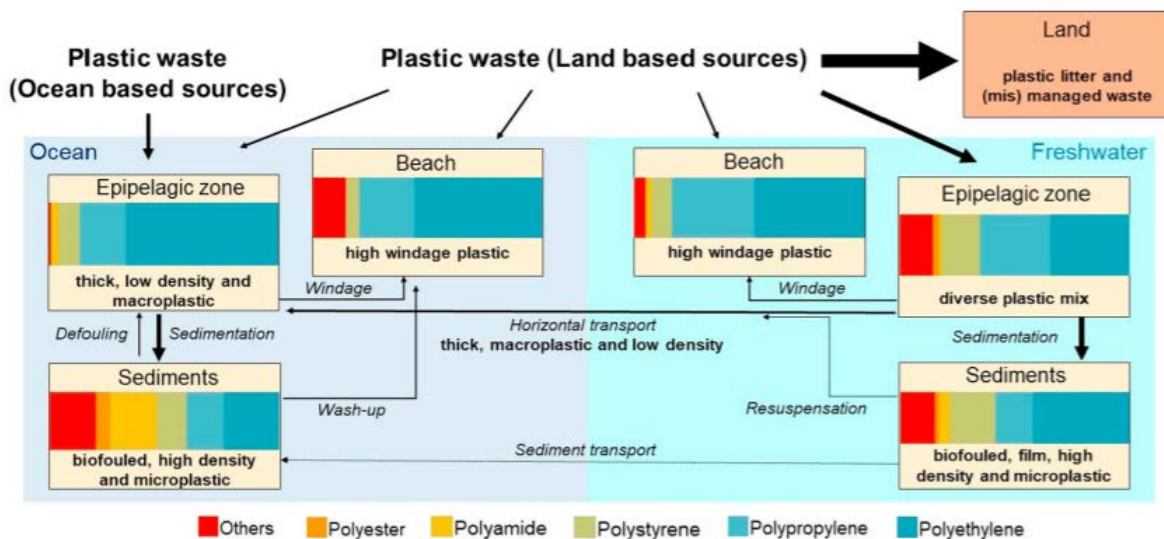 Plastic waste
(Ocean based sources)
Plastic waste (Land based sources)
Land
plastic litter and
(mis) managed waste
Ocean
Freshwater
Epipelagic zone
thick, low density and
macroplastic
Beach
high windage plastic
Beach
high windage plastic
Epipelagic zone
diverse plastic mix
Windage
Windage
Defouling
Sedimentation
Horizontal transport
thick, macroplastic and low density
Sedimentation
Sediments
biofouled, high density
and microplastic
Wash-up
Resuspensation
Sediments
biofouled, film, high
density and microplastic
Sediment transport
Others
Polyester
Polyamide
Polystyrene
Polypropylene
Polyethylene